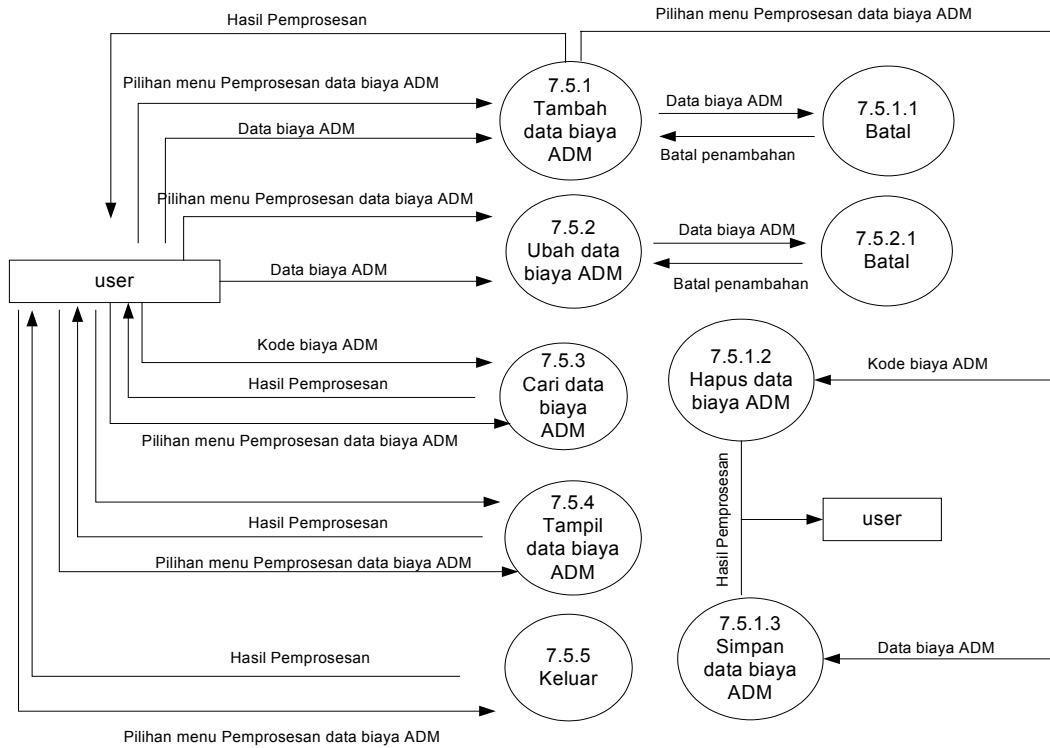 Hasil Pemprosesan
Pilihan menu Pemprosesan data biaya ADM
Pilihan menu Pemprosesan data biaya ADM
Data biaya ADM
7.5.1
Tambah
data biaya
ADM
Data biaya ADM
Batal penambahan
7.5.1.1
Batal
Pilihan menu Pemprosesan data biaya ADM
7.5.2
Ubah data
biaya ADM
Data biaya ADM
Batal penambahan
7.5.2.1
Batal
user
Data biaya ADM
Kode biaya ADM
Hasil Pemprosesan
Pilihan menu Pemprosesan data biaya ADM
7.5.3
Cari data
biaya
ADM
7.5.1.2
Hapus data
biaya ADM
Kode biaya ADM
Hasil Pemprosesan
user
Hasil Pemprosesan
Pilihan menu Pemprosesan data biaya ADM
7.5.4
Tampil
data biaya
ADM
7.5.1.3
Simpan
data biaya
ADM
Data biaya ADM
Hasil Pemprosesan
7.5.5
Keluar
Pilihan menu Pemprosesan data biaya ADM